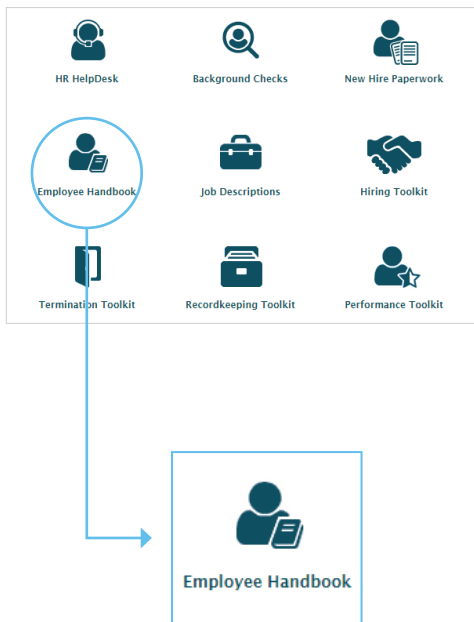 HR HelpDesk
Background Checks
New Hire Paperwork
Employee Handbook
Job Descriptions
Hiring Toolkit
Termination Toolkit
Recordkeeping Toolkit
Performance Toolkit
Employee Handbook